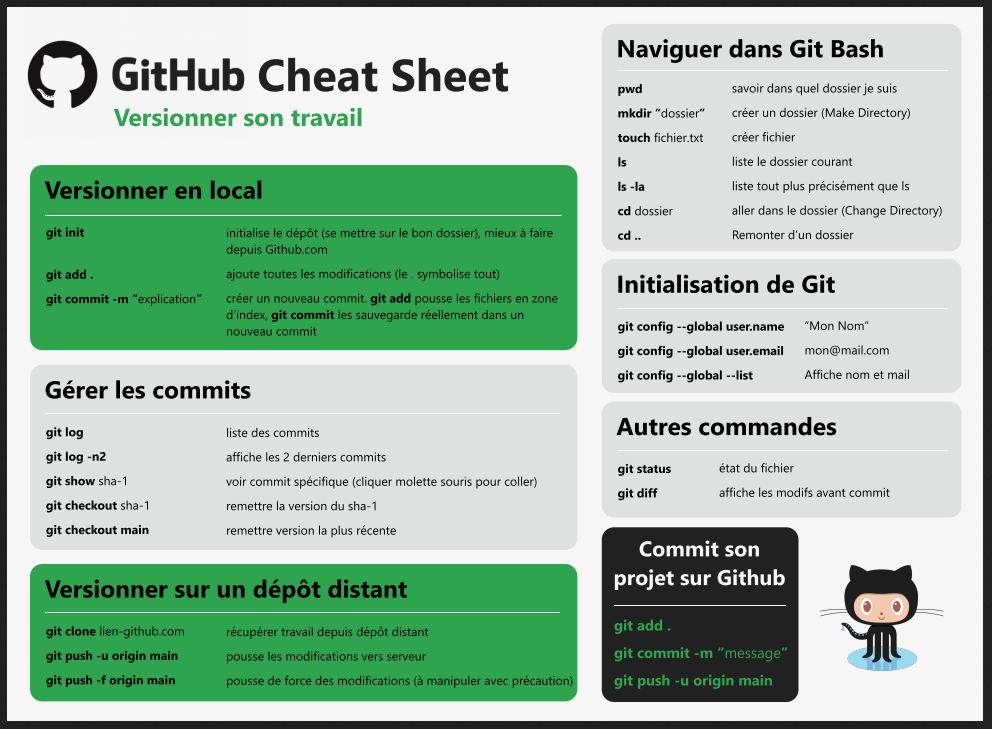 GitHub Cheat Sheet
Versionner son travail
Versionner en local
git init initialise le dépôt (se mettre sur le bon dossier), mieux à faire
depuis Github.com
git add . ajoute toutes les modifications (le . symbolise tout)
git commit -m “explication” créer un nouveau commit. git add pousse les fichiers en zone
d’index, git commit les sauvegarde réellement dans un
nouveau commit
Gérer les commits
git log liste des commits
git log -n2 affiche les 2 derniers commits
git show sha-1 voir commit spécifique (cliquer molette souris pour coller)
git checkout sha-1 remettre la version du sha-1
git checkout main remettre version la plus récente
Versionner sur un dépôt distant
git clone lien-github.com récupérer travail depuis dépôt distant
git push -u origin main pousse les modifications vers serveur
git push -f origin main pousse de force des modifications (à manipuler avec précaution)
Naviguer dans Git Bash
pwd savoir dans quel dossier je suis
mkdir “dossier” créer un dossier (Make Directory)
touch fichier.txt créer fichier
ls liste le dossier courant
ls -la liste tout plus précisément que ls
cd dossier aller dans le dossier (Change Directory)
cd .. Remonter d’un dossier
Initialisation de Git
git config --global user.name “Mon Nom”
git config --global user.email mon@mail.com
git config --global --list Affiche nom et mail
Autres commandes
git status état du fichier
git diff affiche les modifs avant commit
Commit son
projet sur Github
git add .
git commit -m “message”
git push -u origin main